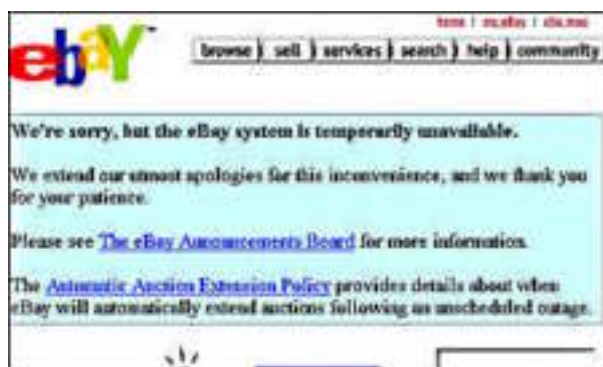 home | my eBay | site map
ebaY™
browse sell services search help community
We're sorry, but the eBay system is temporarily unavailable.
We extend our utmost apologies for this inconvenience, and we thank you
for your patience.
Please see The eBay Announcements Board for more information.
The Automatic Auction Extension Policy provides details about when
eBay will automatically extend auctions following an unscheduled outage.